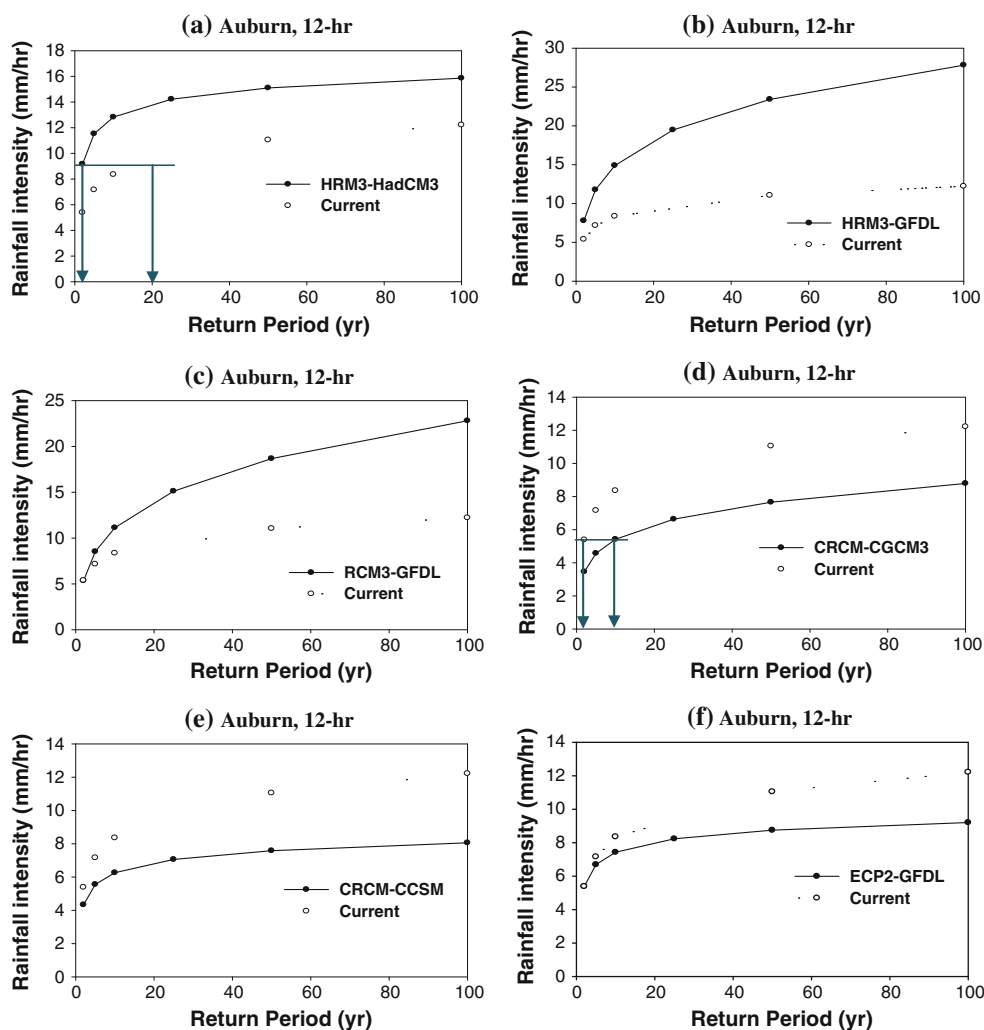 (a) Auburn, 12-hr
Rainfall intensity (mm/hr)
18
16
14
12
10
8
6
4
2
0
HRM3-HadCM3
Current
0 20 40 60 80 100
Return Period (yr)
(b) Auburn, 12-hr
Rainfall intensity (mm/hr)
30
25
20
15
10
5
0
HRM3-GFDL
Current
0 20 40 60 80 100
Return Period (yr)
(c) Auburn, 12-hr
Rainfall intensity (mm/hr)
25
20
15
10
5
0
RCM3-GFDL
Current
0 20 40 60 80 100
Return Period (yr)
(d) Auburn, 12-hr
Rainfall intensity (mm/hr)
14
12
10
8
6
4
2
0
CRCM-CGCM3
Current
0 20 40 60 80 100
Return Period (yr)
(e) Auburn, 12-hr
Rainfall intensity (mm/hr)
14
12
10
8
6
4
2
0
CRCM-CCSM
Current
0 20 40 60 80 100
Return Period (yr)
(f) Auburn, 12-hr
Rainfall intensity (mm/hr)
14
12
10
8
6
4
2
0
ECP2-GFDL
Current
0 20 40 60 80 100
Return Period (yr)